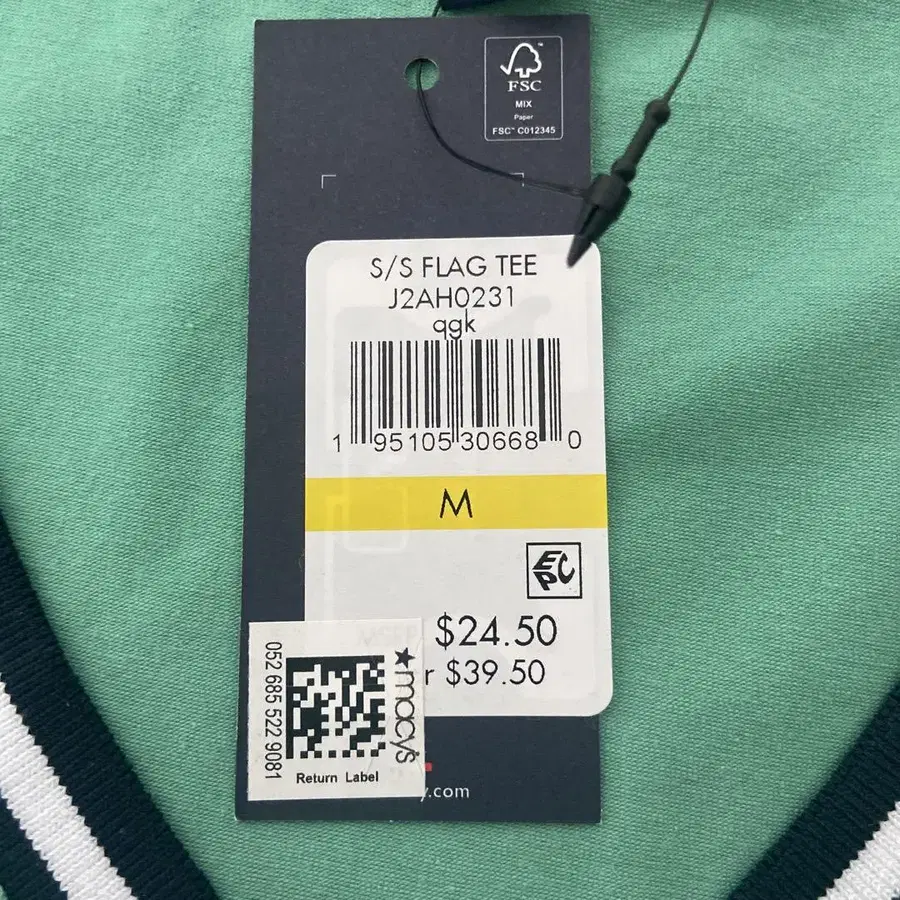 FSC™
MIX
Paper
FSC™ C012345
S/S FLAG TEE
J2AH0231
qgk
1 95105 30668 0
M
EPC
$24.50
r $39.50
052 685 522 9081
★macy's
Return Label
y.com